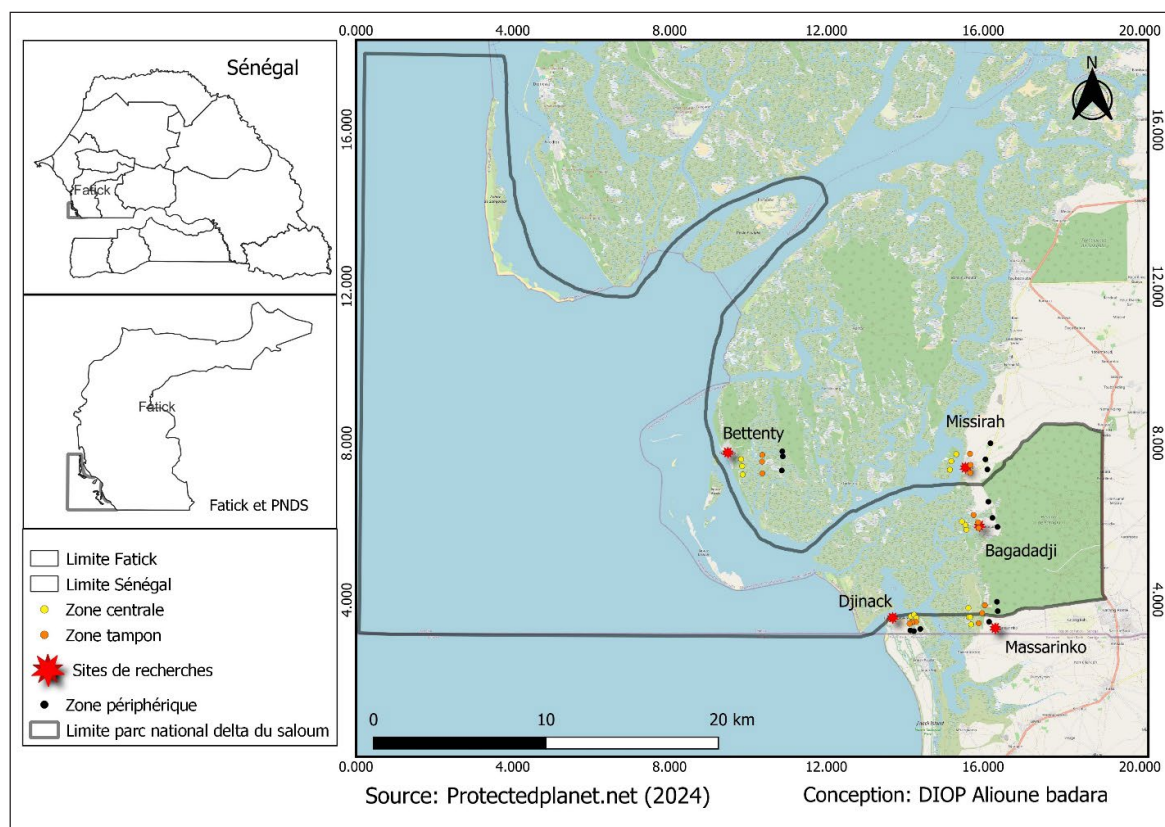 Sénégal
Fatick
Fatick
Fatick et PNDS
Limite Fatick
Limite Sénégal
Zone centrale
Zone tampon
Sites de recherches
Zone périphérique
Limite parc national delta du saloum
0.000 4.000 8.000 12.000 16.000 20.000
16.000
12.000
8.000
4.000
N
16.000
12.000
8.000
4.000
Bettenty
Missirah
Bagadadji
Djinack
Massarinko
0 10 20 km
0.000 4.000 8.000 12.000 16.000 20.000
Source: Protectedplanet.net (2024)
Conception: DIOP Alioune badara